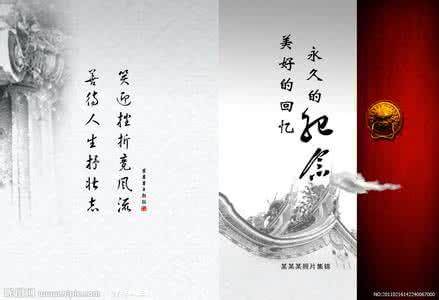 永久的纪念
美好的回忆
某某某照片集锦
笑迎挫折竞风流
善待人生抒壮志
昵图网 www.nipic.com
NO:20110216142290067000